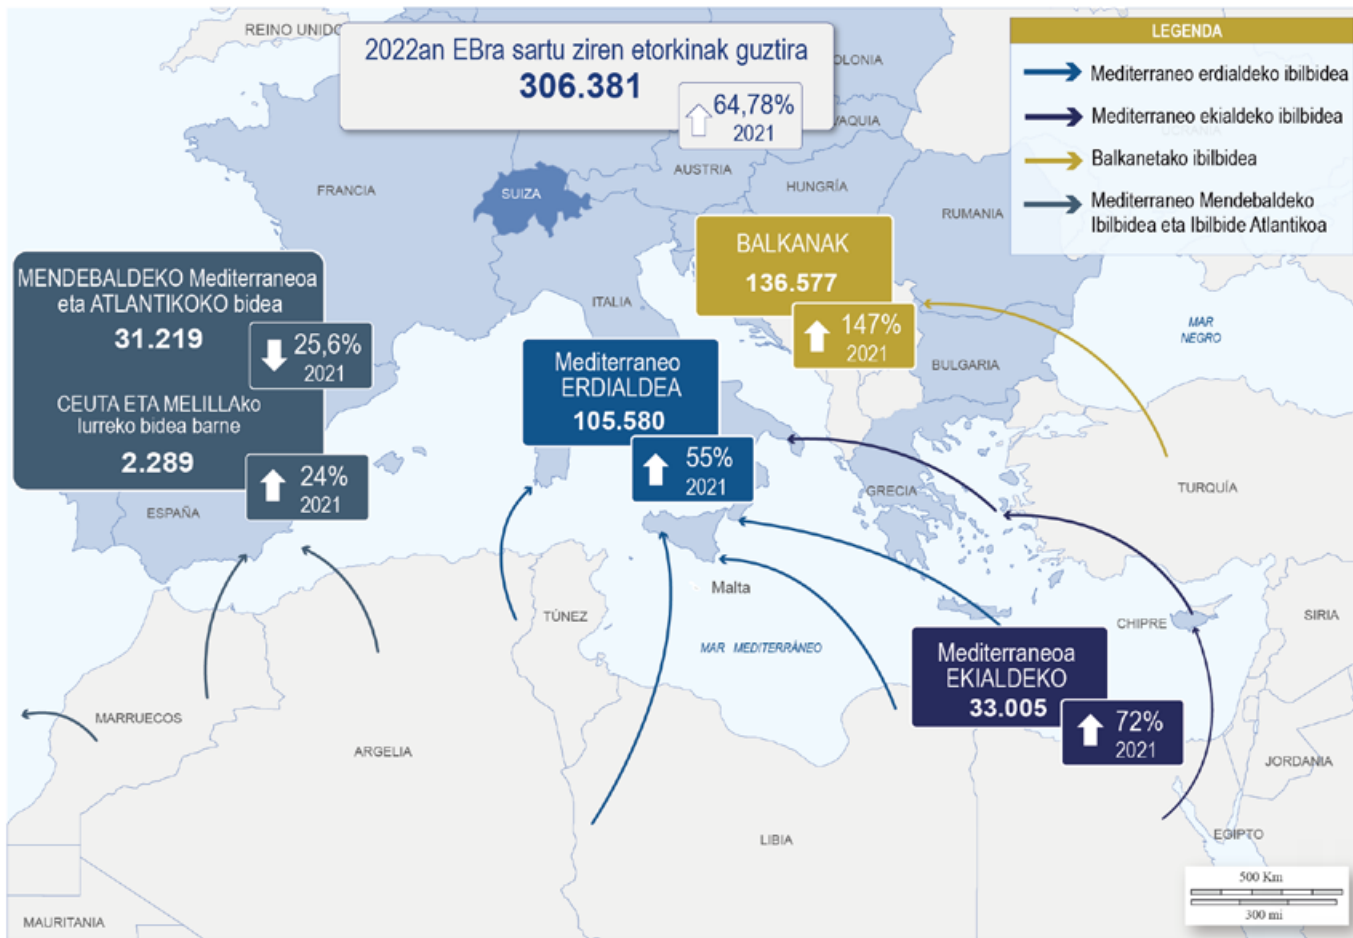 REINO UNIDO
2022an EBra sartu ziren etorkinak guztira
306.381
64,78%
2021
LEGENDA
Mediterraneo erdialdeko ibilbidea
Mediterraneo ekialdeko ibilbidea
Balkanetako ibilbidea
Mediterraneo Mendebaldeko
Ibilbidea eta Ibilbide Atlantikoa
OLONIA
VAQUIA
UCRANIA
AUSTRIA
HUNGRÍA
FRANCIA
SUIZA
RUMANIA
BALKANAK
136.577
147%
2021
MENDEBALDEKO Mediterraneoa
eta ATLANTIKOKO bidea
31.219
25,6%
2021
CEUTA ETA MELILLAko
lurreko bidea barne
2.289
24%
2021
ITALIA
MAR
NEGRO
BULGARIA
Mediterraneo
ERDIALDEA
105.580
55%
2021
GRECIA
TURQUÍA
ESPAÑA
Malta
TÚNEZ
CHIPRE
SIRIA
MAR MEDITERRÁNEO
Mediterraneoa
EKIALDEKO
33.005
72%
2021
MARRUECOS
ARGELIA
JORDANIA
LIBIA
EGIPTO
500 Km
300 mi
MAURITANIA